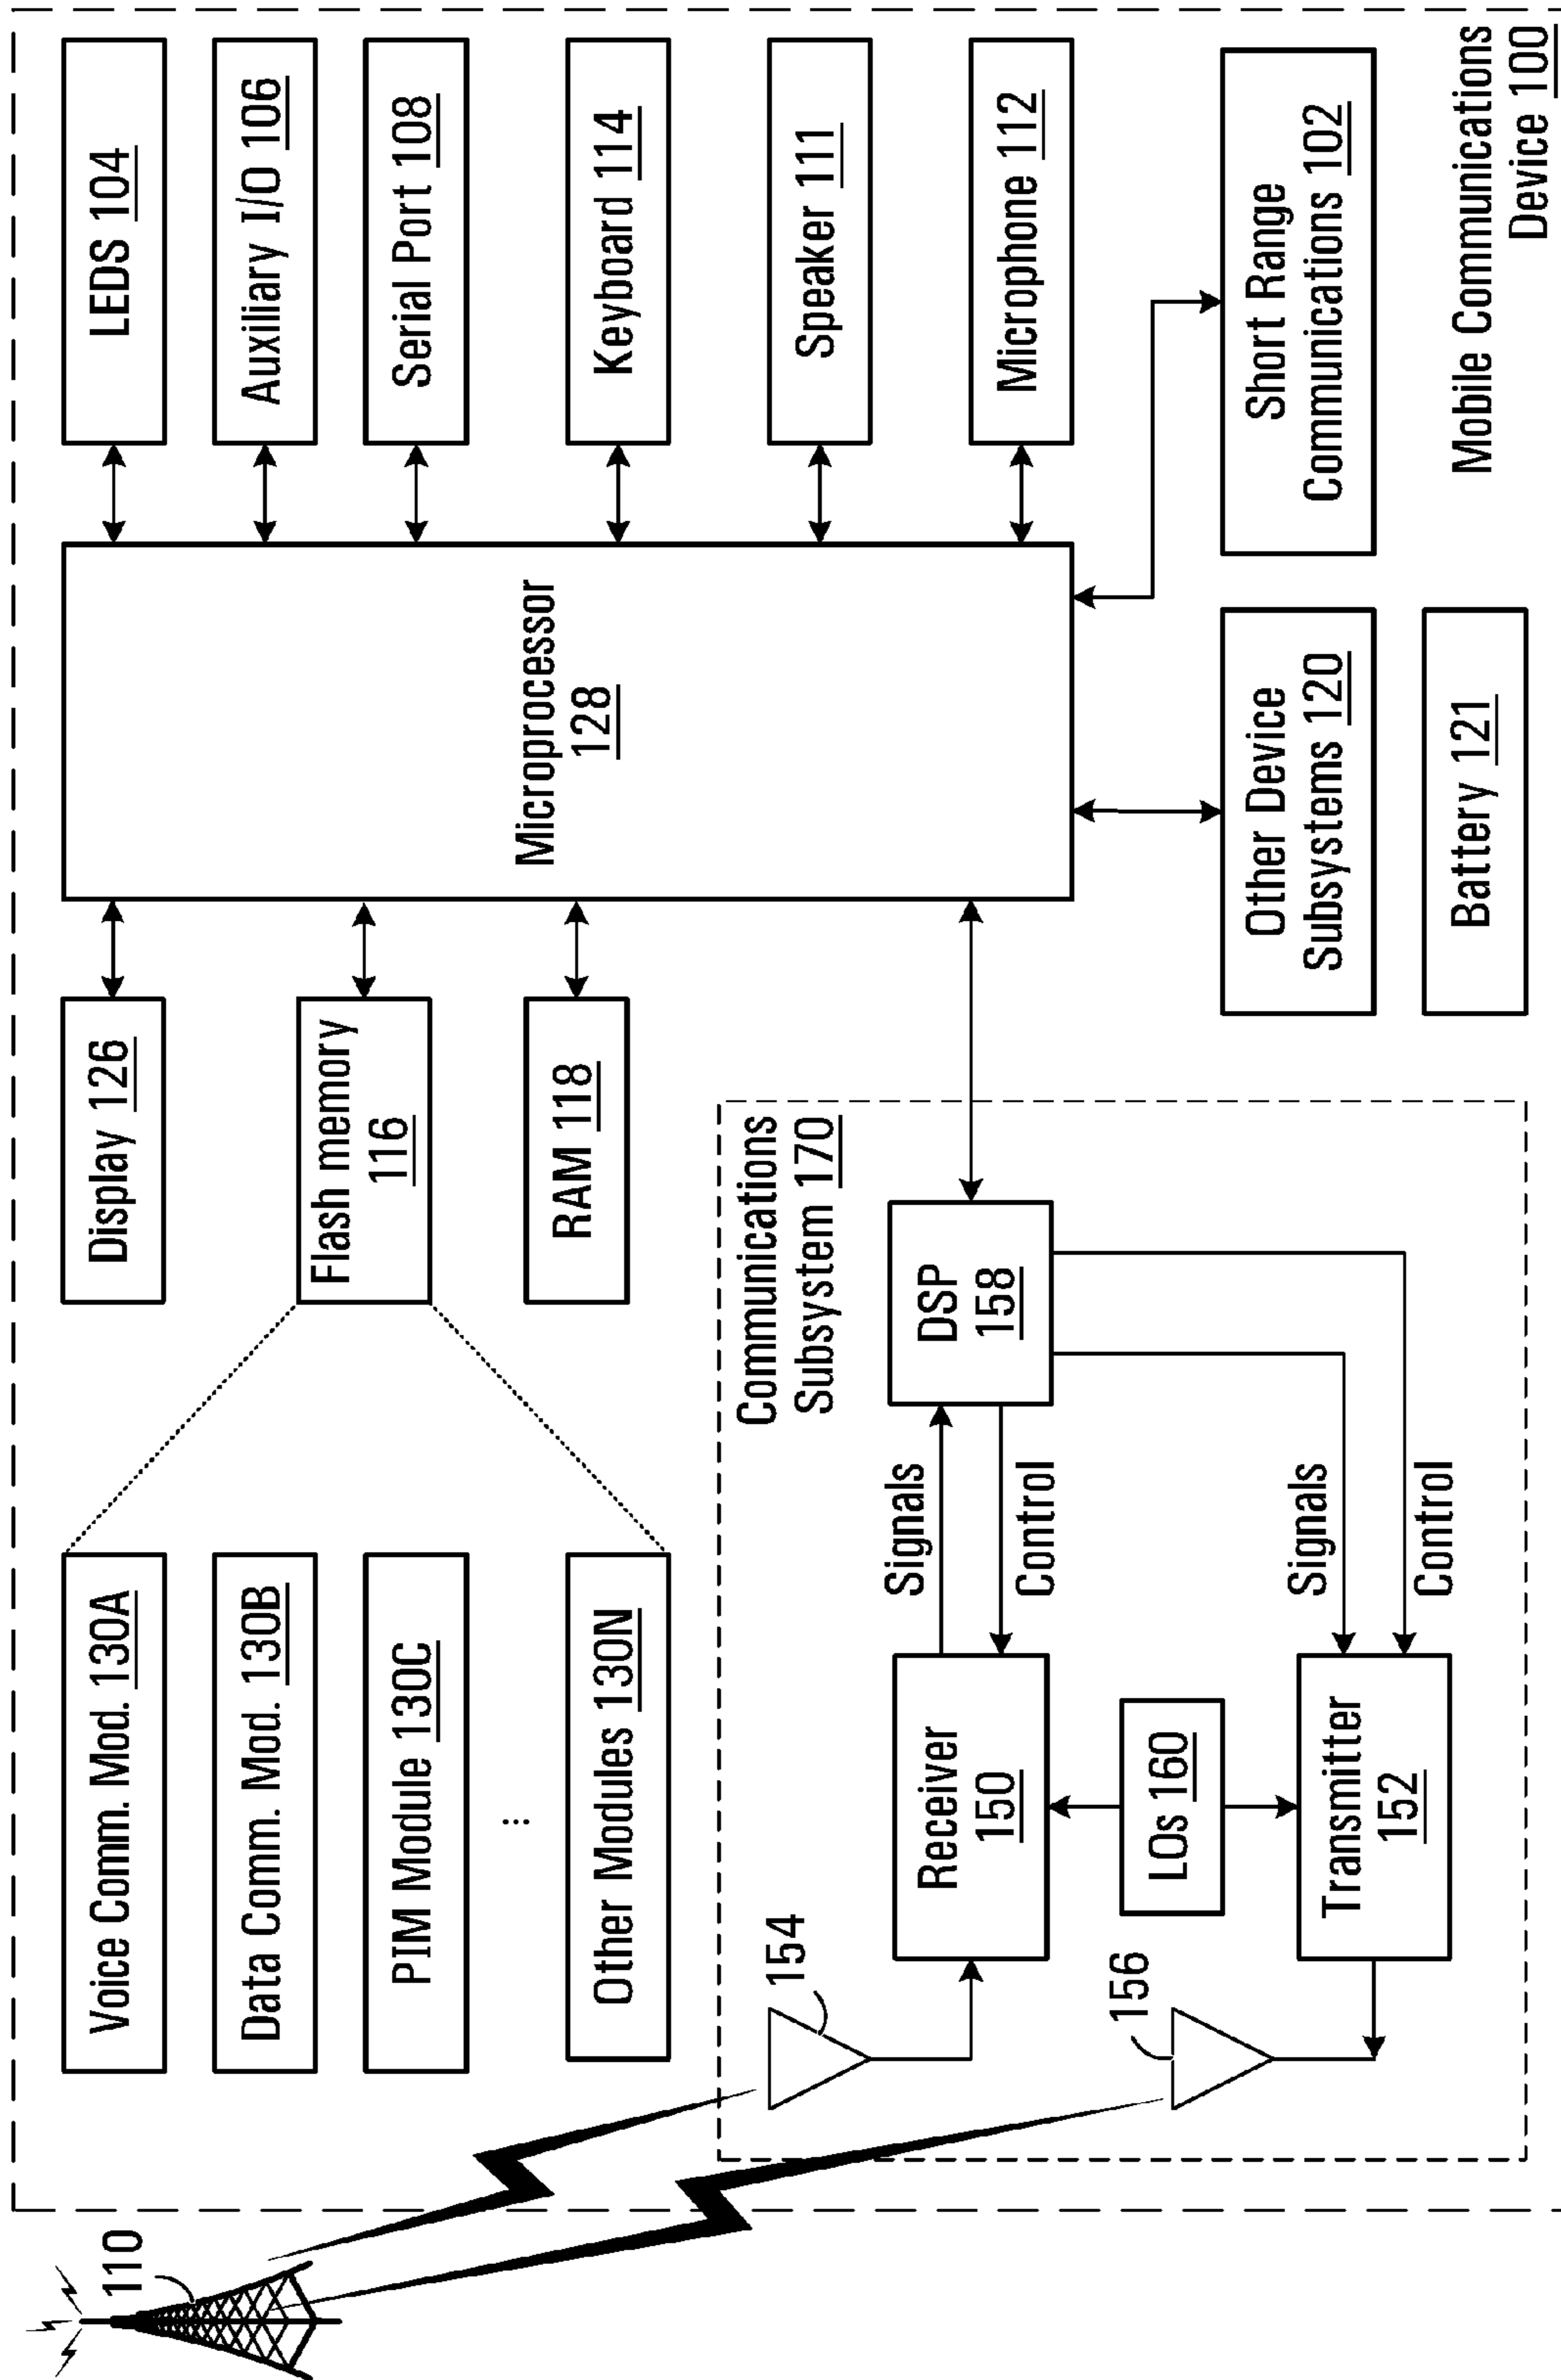 110
Voice Comm. Mod. 130A
Data Comm. Mod. 130B
PIM Module 130C
...
Other Modules 130N
Display 126
Flash memory
116
RAM 118
Microprocessor
128
LEDS 104
Auxiliary I/O 106
Serial Port 108
Keyboard 114
Speaker 111
Microphone 112
Communications
Subsystem 170
154
Receiver
150
Signals
Control
DSP
158
LOs 160
156
Transmitter
152
Signals
Control
Other Device
Subsystems 120
Battery 121
Short Range
Communications 102
Mobile Communications
Device 100